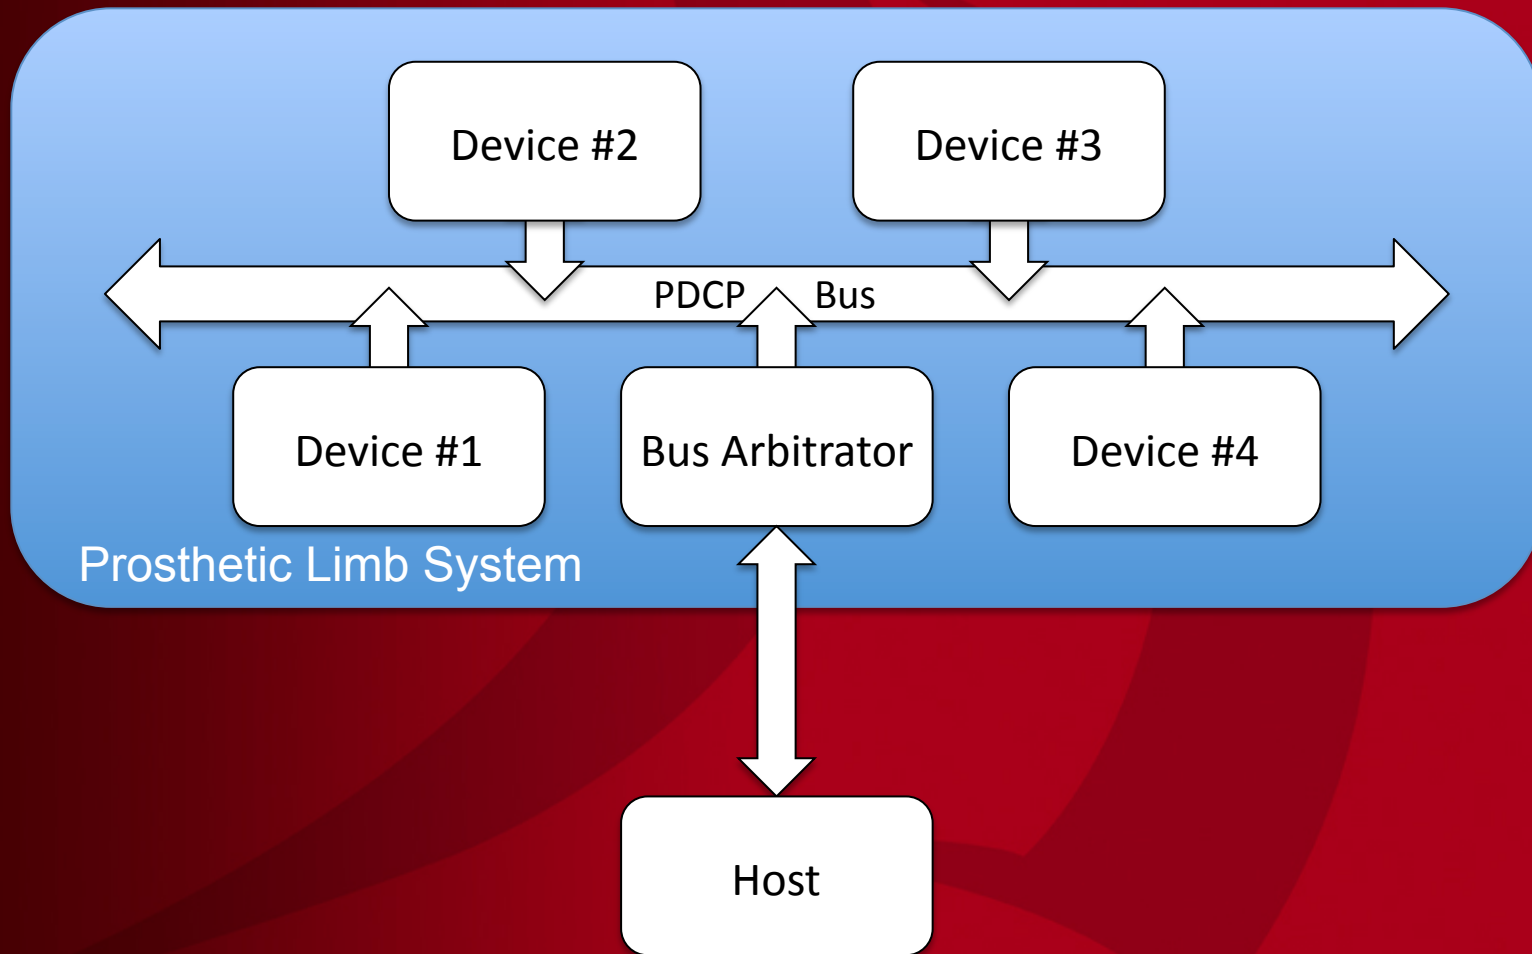 Device #2
Device #3
PDCP Bus
Device #1
Bus Arbitrator
Device #4
Prosthetic Limb System
Host